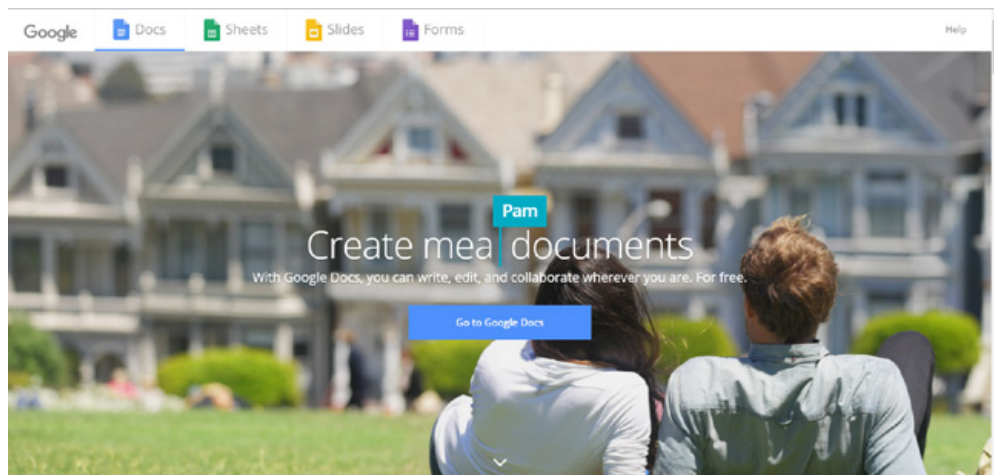 Google Docs Sheets Slides Forms Help
Pam
Create mea documents
With Google Docs, you can write, edit, and collaborate wherever you are. For free.
Go to Google Docs